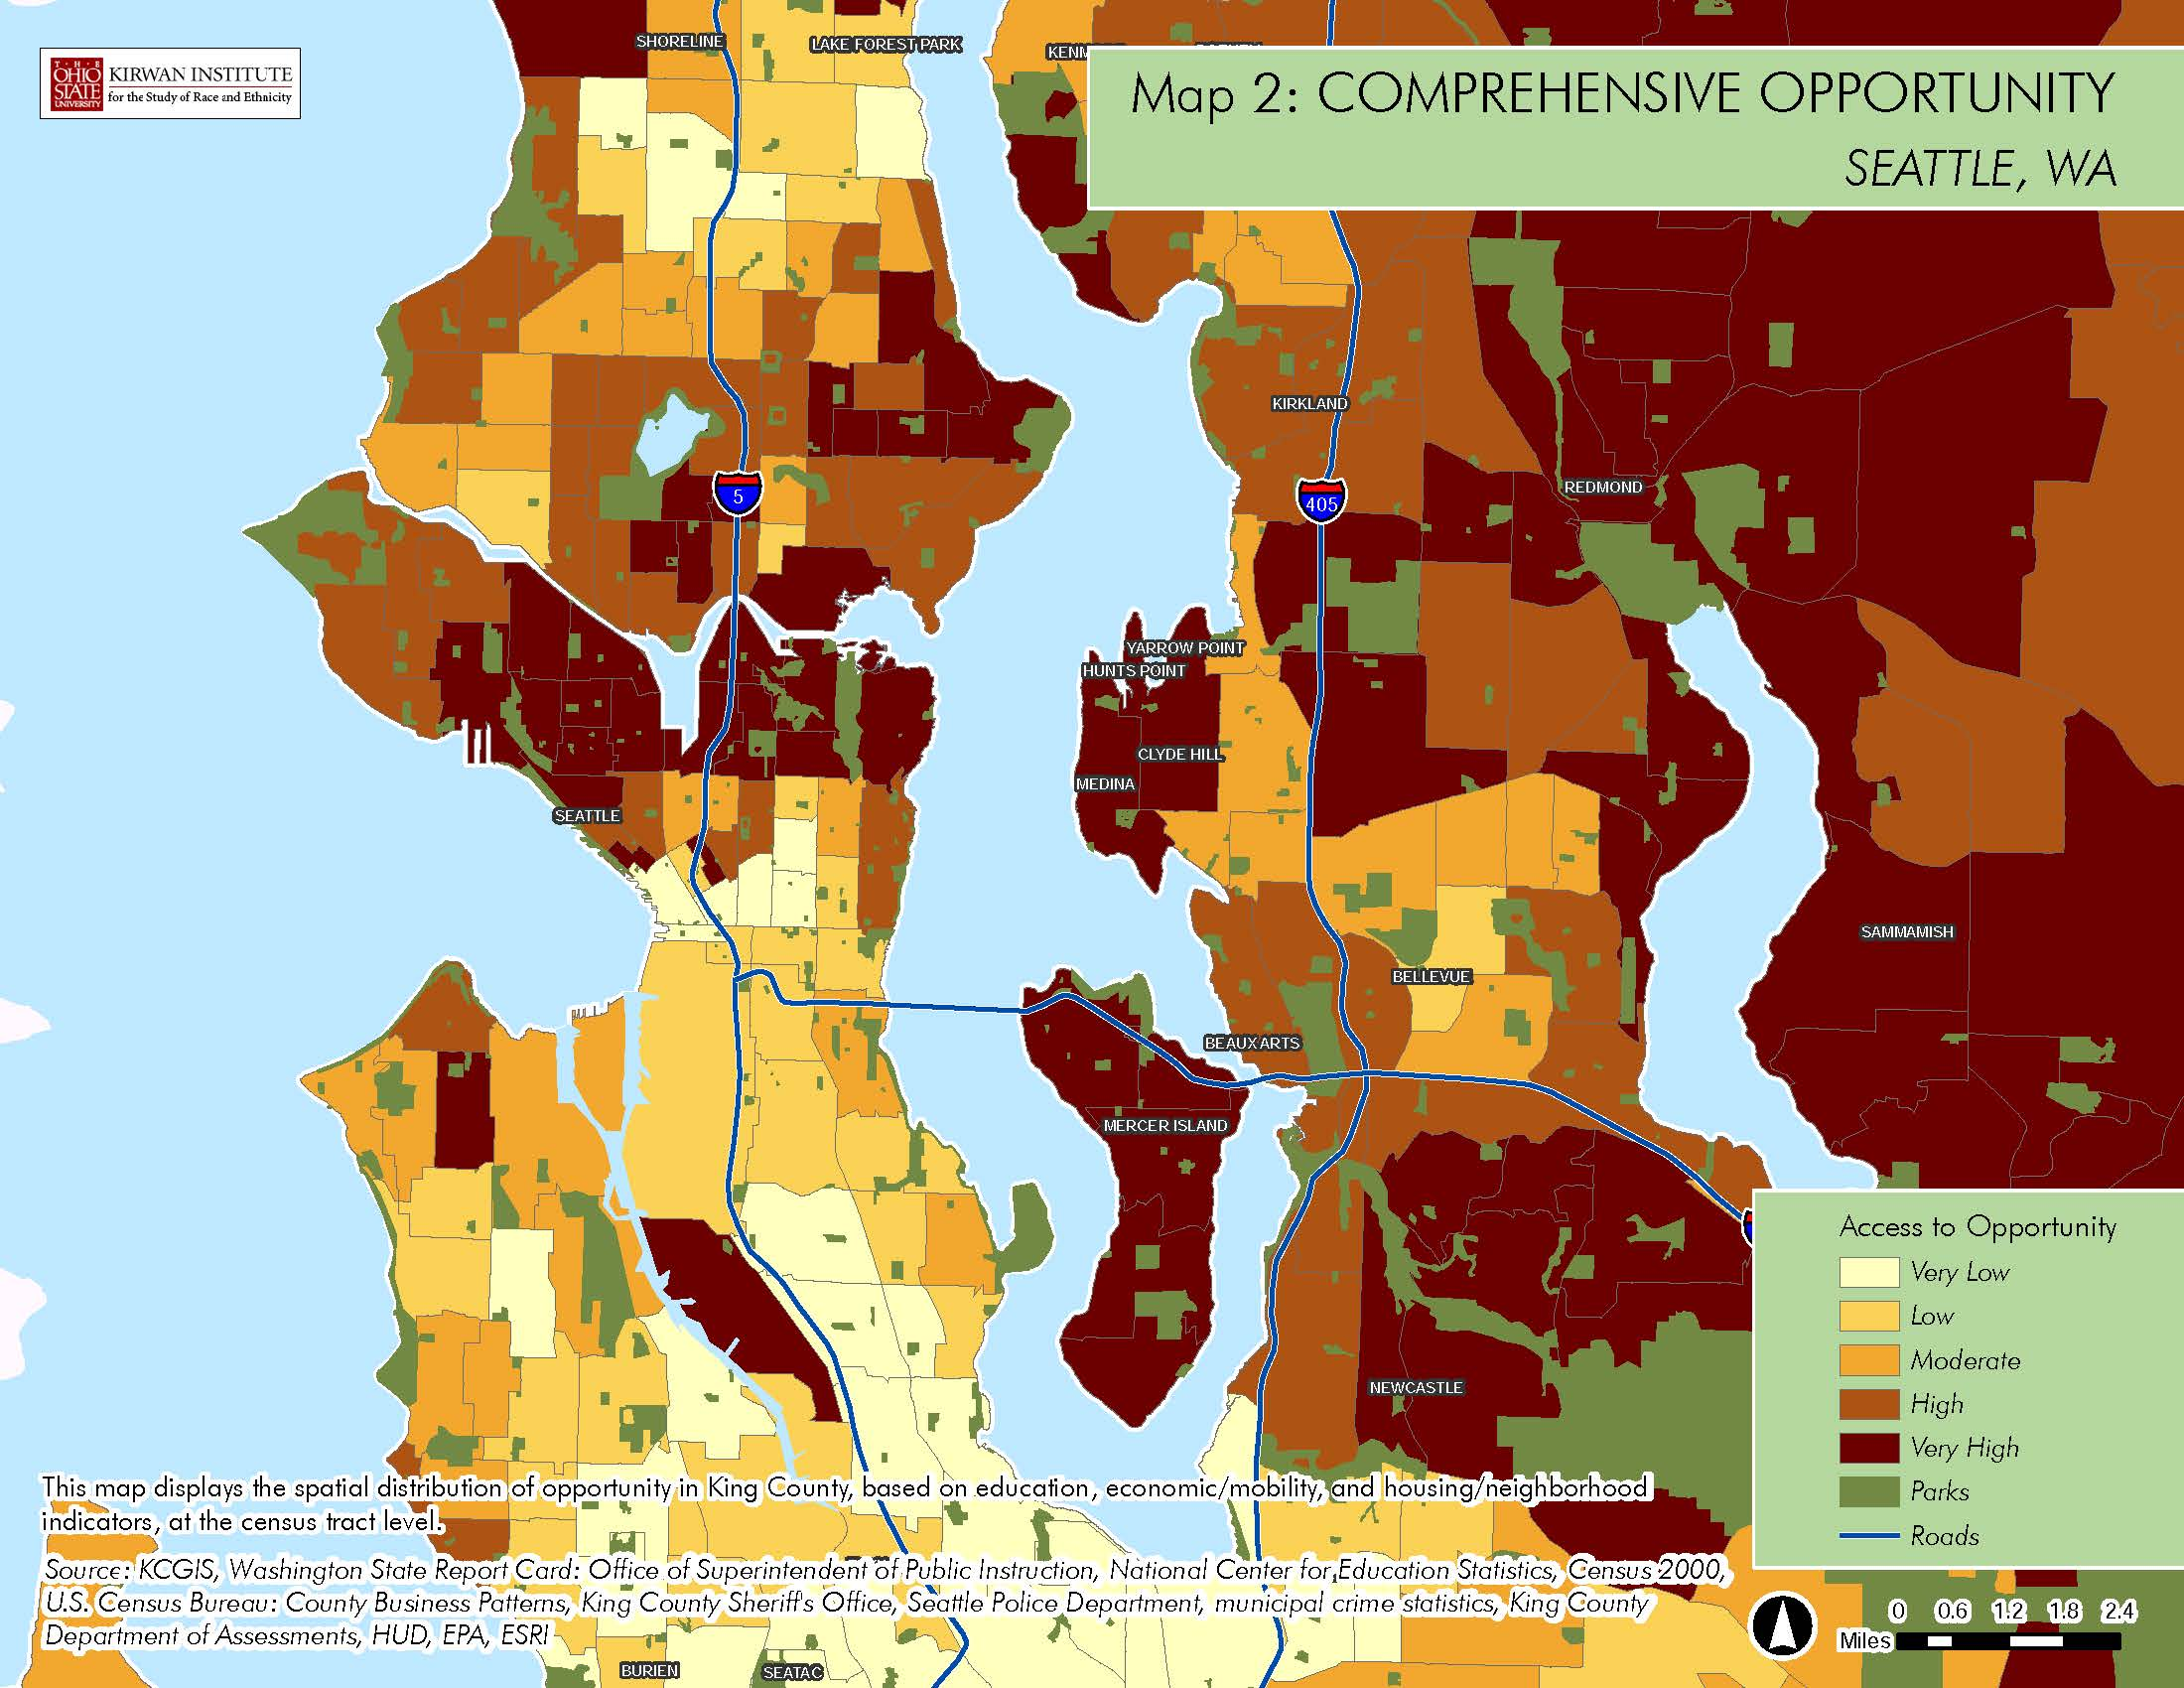 SHORELINE
LAKE FOREST PARK
T·H·E
OHIO
STATE
UNIVERSITY
KIRWAN INSTITUTE
for the Study of Race and Ethnicity
Map 2: COMPREHENSIVE OPPORTUNITY
SEATTLE, WA
KIRKLAND
5
405
REDMOND
YARROW POINT
HUNTS POINT
CLYDE HILL
MEDINA
SEATTLE
SAMMAMISH
BELLEVUE
BEAUX ARTS
MERCER ISLAND
NEWCASTLE
Access to Opportunity
Very Low
Low
Moderate
High
Very High
Parks
Roads
This map displays the spatial distribution of opportunity in King County, based on education, economic/mobility, and housing/neighborhood
indicators, at the census tract level.
Source: KCGIS, Washington State Report Card: Office of Superintendent of Public Instruction, National Center for Education Statistics, Census 2000,
U.S. Census Bureau: County Business Patterns, King County Sheriff's Office, Seattle Police Department, municipal crime statistics, King County
Department of Assessments, HUD, EPA, ESRI
0 0.6 1.2 1.8 2.4
Miles
BURIEN
SEATAC